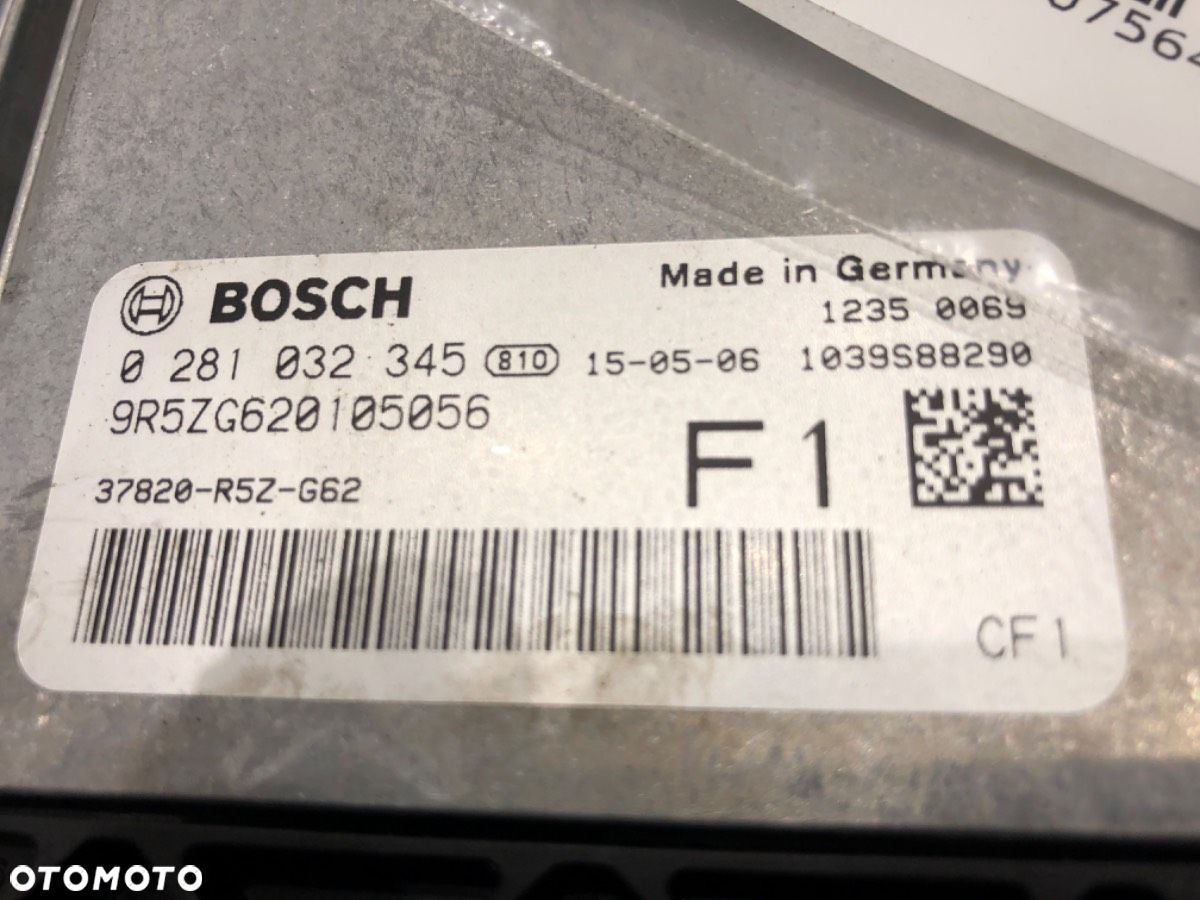 0756
BOSCH
Made in Germany
1235 0069
0 281 032 345 810 15-05-06 1039S88290
9R5ZG620105056
F1
37820-R5Z-G62
CF1
OTOMOTO